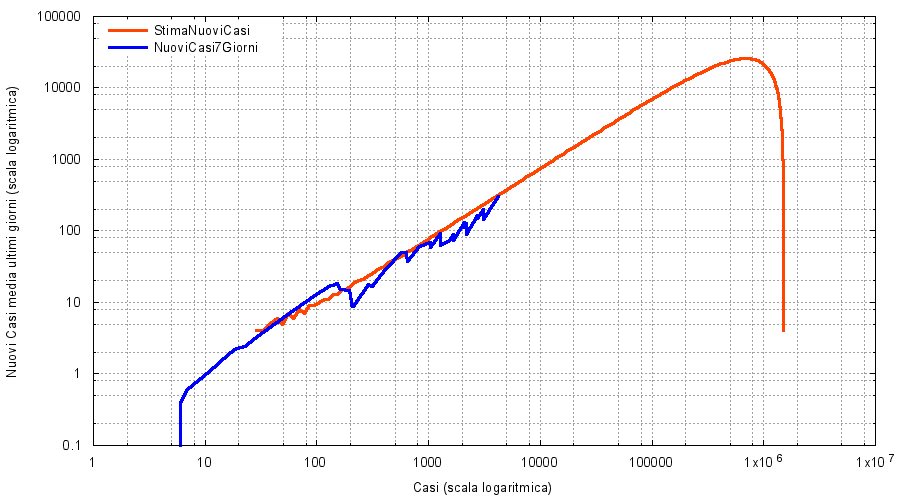 100000
10000
1000
100
10
1
0.1
1
10
100
1000
10000
100000
1x10 6
1x10 7
StimaNuoviCasi
NuoviCasi7Giorni
Nuovi Casi media ultimi giorni (scala logaritmica)
Casi (scala logaritmica)